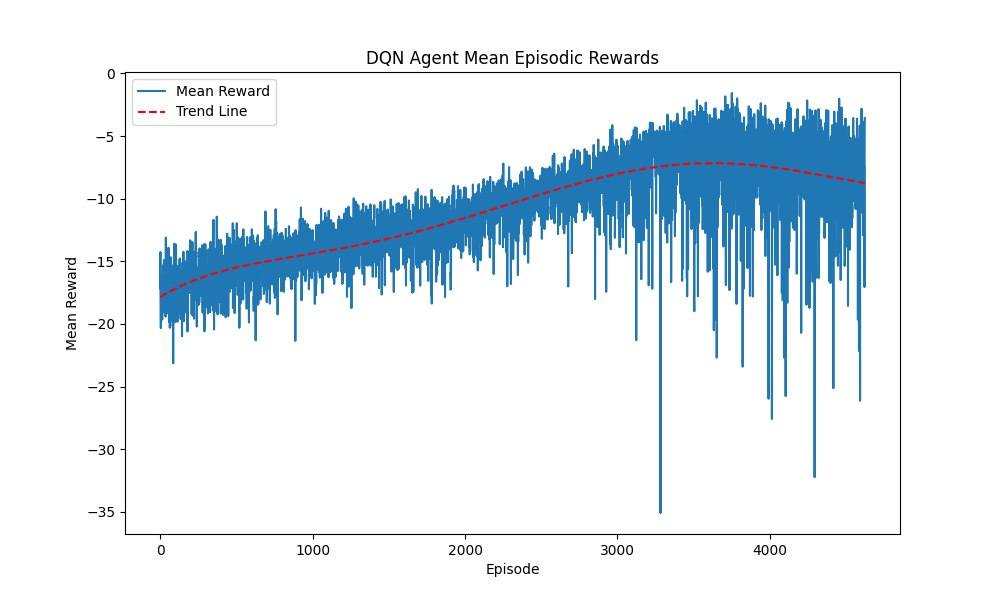 DQN Agent Mean Episodic Rewards
Mean Reward
Trend Line
0
−5
−10
−15
−20
−25
−30
−35
Mean Reward
0 1000 2000 3000 4000
Episode